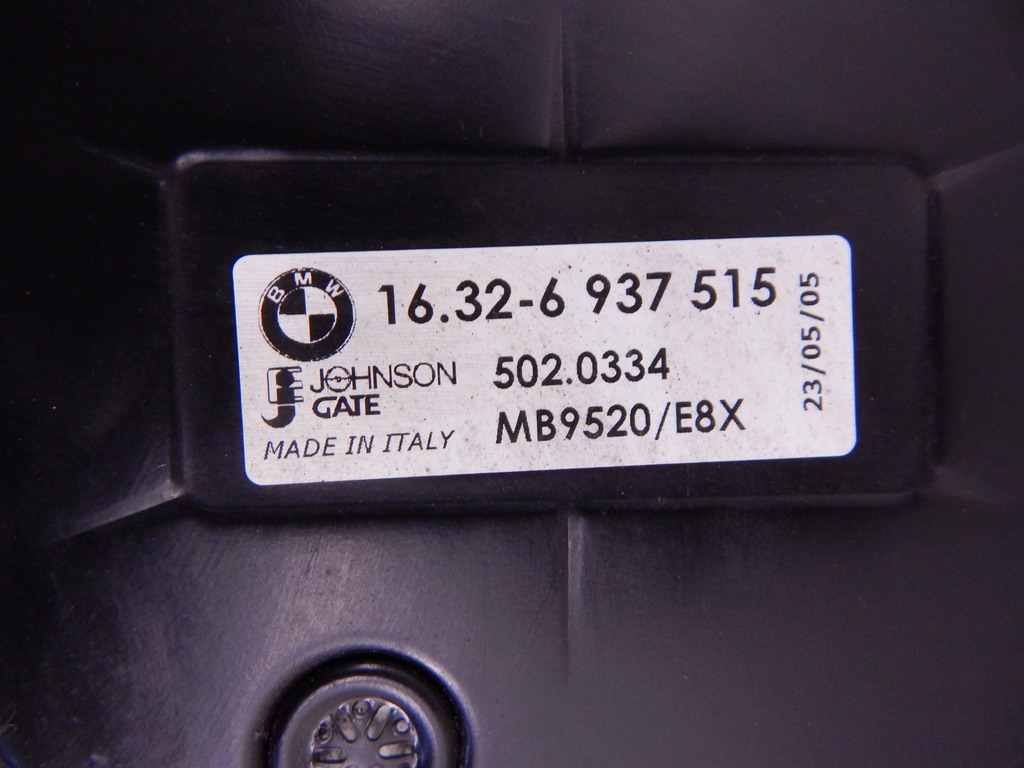 BMW
16.32-6 937 515
JOHNSON
GATE
502.0334
MB9520/E8X
MADE IN ITALY
23/05/05